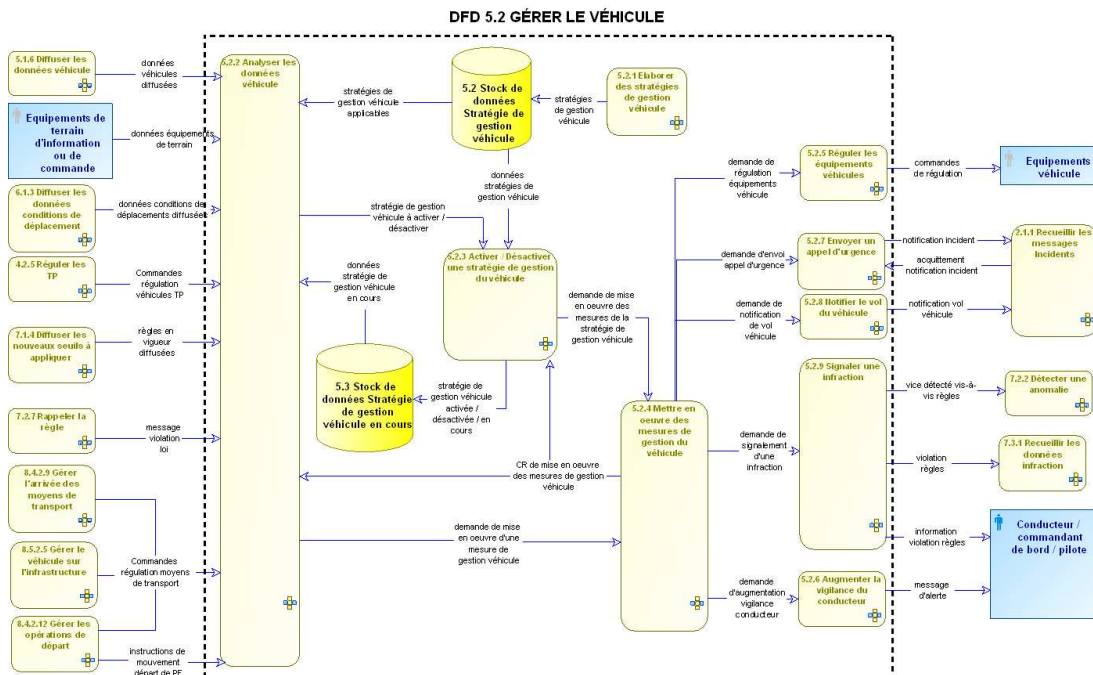 DFD 5.2 GÉRER LE VÉHICULE
5.1.6 Diffuser les
données véhicule
données
véhicules
diffusées
Equipements de
terrain
d'information
ou de
commande
données équipements
de terrain
6.1.3 Diffuser les
données
conditions de
déplacement
données conditions de
déplacements diffusées
4.2.5 Réguler les
TP
Commandes
régulation
véhicules TP
7.1.4 Diffuser les
nouveaux seuils à
appliquer
règles en
vigueur
diffusées
7.2.7 Rappeler la
règle
message
violation
loi
8.4.2.9 Gérer
l'arrivée des
moyens de
transport
8.5.2.5 Gérer le
véhicule sur
l'infrastructure
Commandes
régulation moyens
de transport
8.4.2.12 Gérer les
opérations de
départ
instructions de
mouvement
départ de PE
5.2.2 Analyser les
données
véhicule
stratégies de
gestion véhicule
applicables
5.2 Stock de
données
Stratégie de
gestion
véhicule
stratégies
de gestion
véhicule
5.2.1 Elaborer
des stratégies
de gestion
véhicule
données
stratégies de
gestion véhicule
stratégie de gestion
véhicule à activer /
désactiver
5.2.3 Activer / Désactiver
une stratégie de gestion
du véhicule
données
stratégie de
gestion véhicule
en cours
5.3 Stock de
données Stratégie
de gestion
véhicule en cours
stratégie de
gestion véhicule
activée /
désactivée / en
cours
demande de mise
en oeuvre des
mesures de la
stratégie de
gestion véhicule
5.2.4 Mettre en
oeuvre des
mesures de
gestion du
véhicule
CR de mise en oeuvre
des mesures de gestion
véhicule
demande de mise
en oeuvre d'une
mesure de
gestion véhicule
demande de
régulation
équipements
véhicule
5.2.5 Réguler les
équipements
véhicules
commandes
de régulation
Equipements
véhicule
demande d'envoi
appel d'urgence
5.2.7 Envoyer un
appel d'urgence
notification incident
acquittement
notification incident
2.1.1 Recueillir les
messages
Incidents
demande de
notification
de vol
véhicule
5.2.8 Notifier le vol
du véhicule
notification vol
véhicule
demande de
signalement
d'une
infraction
5.2.9 Signaler une
infraction
vice détecté vis-à-
vis règles
7.2.2 Détecter une
anomalie
violation
règles
7.3.1 Recueillir les
données
infraction
information
violation règles
Conducteur /
commandant
de bord / pilote
demande
d'augmentation
vigilance
conducteur
5.2.6 Augmenter la
vigilance du
conducteur
message
d'alerte